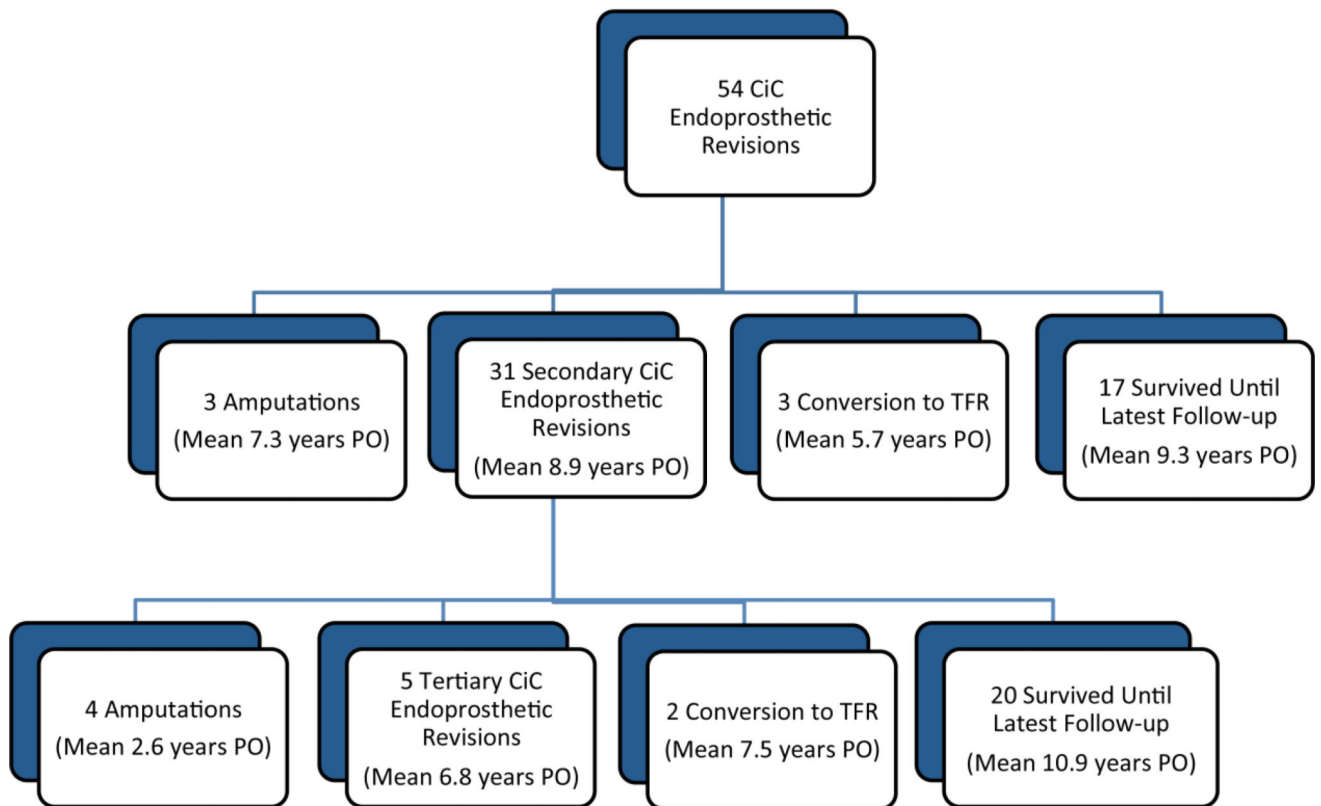 54 CiC
Endoprosthetic
Revisions
3 Amputations
(Mean 7.3 years PO)
31 Secondary CiC
Endoprosthetic
Revisions
(Mean 8.9 years PO)
3 Conversion to TFR
(Mean 5.7 years PO)
17 Survived Until
Latest Follow-up
(Mean 9.3 years PO)
4 Amputations
(Mean 2.6 years PO)
5 Tertiary CiC
Endoprosthetic
Revisions
(Mean 6.8 years PO)
2 Conversion to TFR
(Mean 7.5 years PO)
20 Survived Until
Latest Follow-up
(Mean 10.9 years PO)